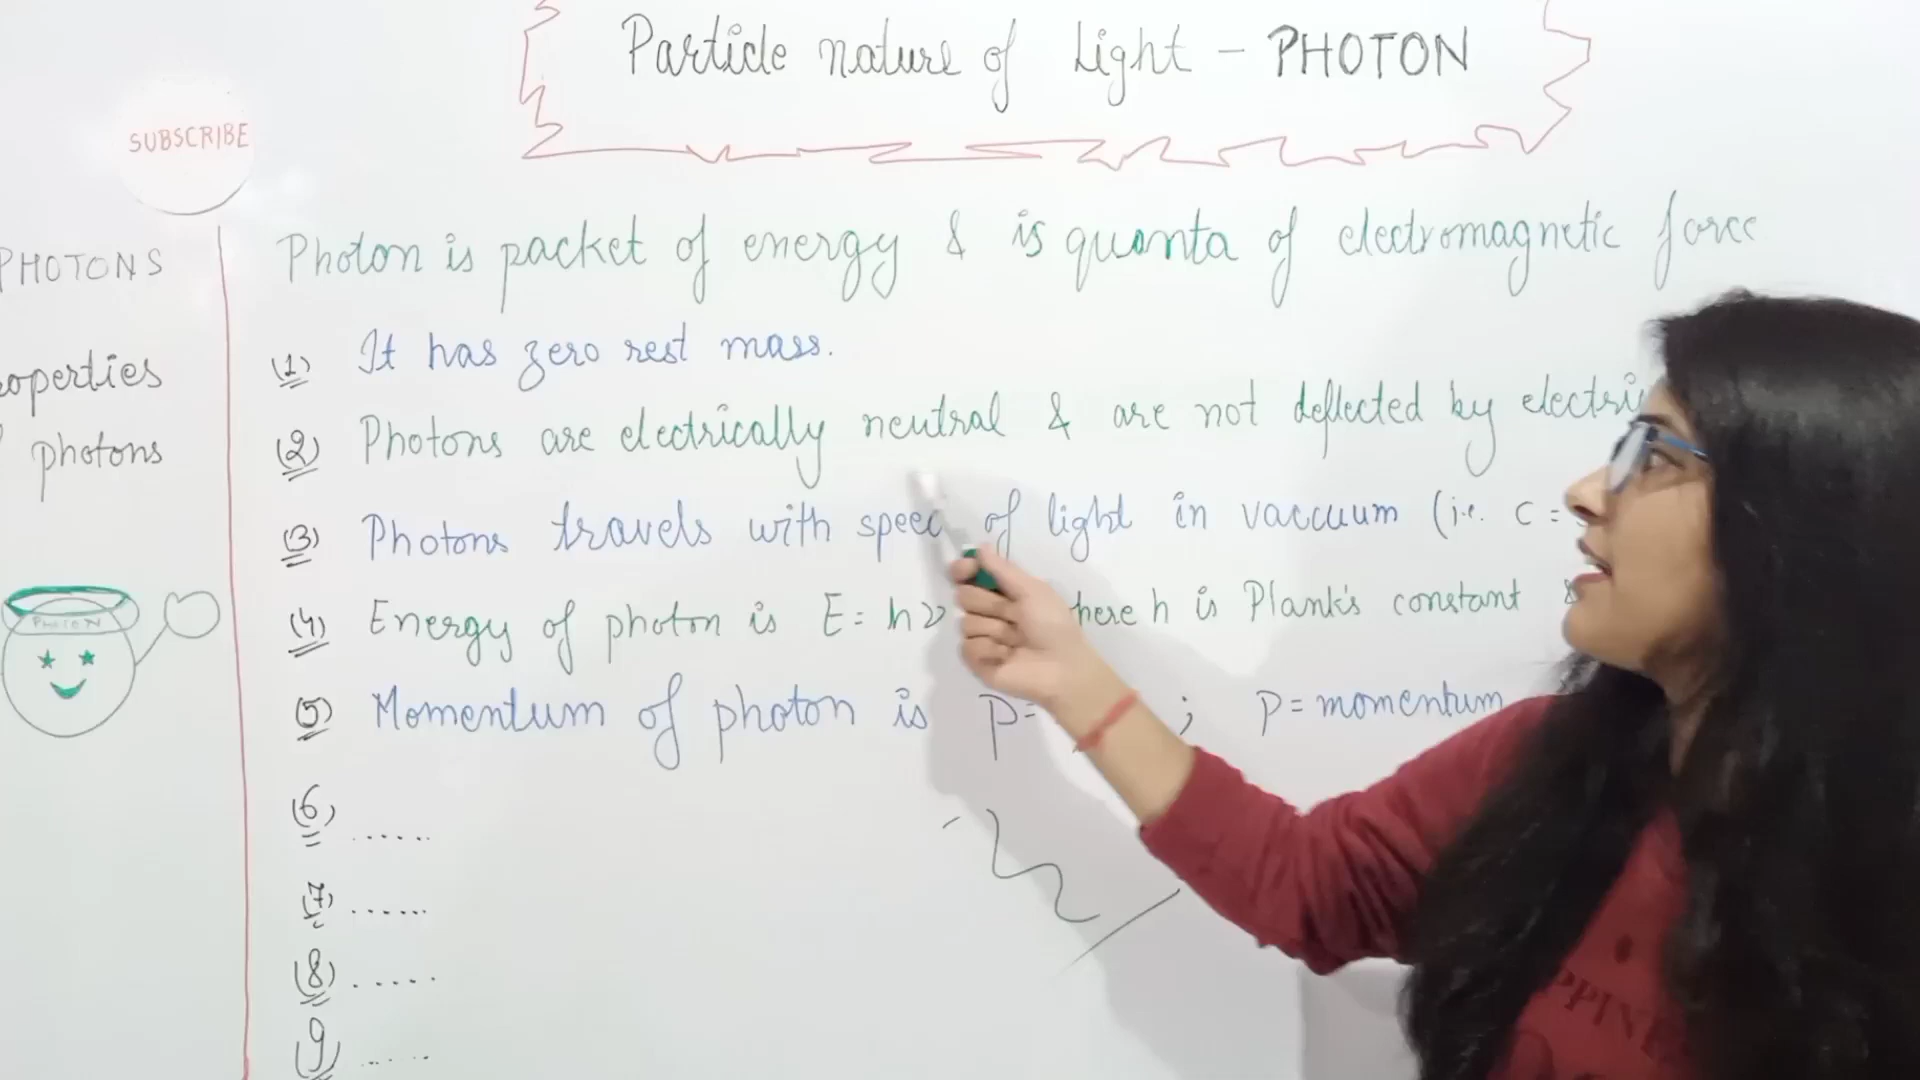 Particle nature of Light - PHOTON
SUBSCRIBE
PHOTONS
operties
photons
PHOTON
Photon is packet of energy & is quanta of electromagnetic force
(1) It has zero rest mass.
(2) Photons are electrically neutral & are not deflected by electri
(3) Photons travels with speed of light in vaccuum (i.e. c =
(4) Energy of photon is E = hν here h is Plank's constant &
(5) Momentum of photon is p = ; p = momentum
(6) .....
(7) ......
(8) .....
(9) .....